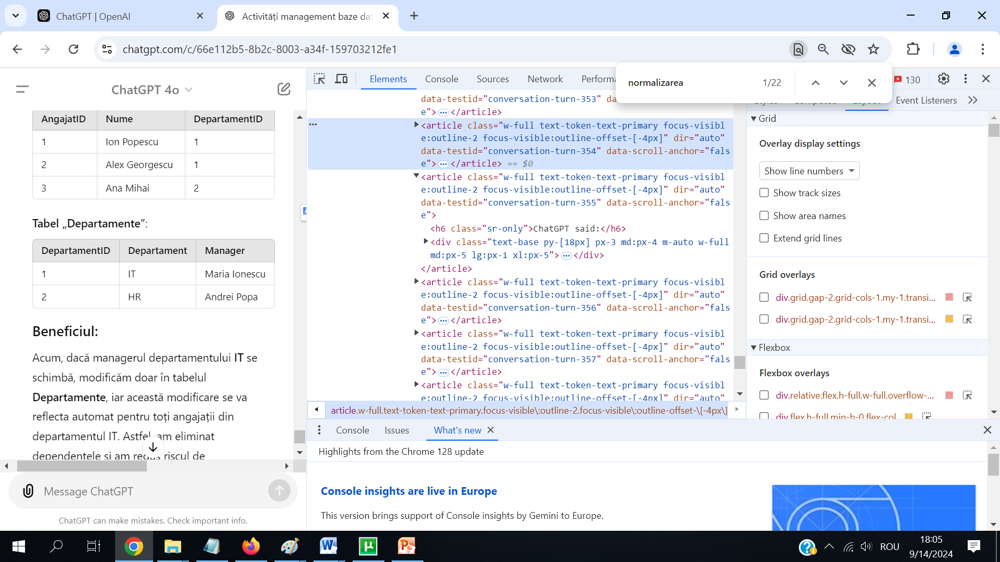 ChatGPT | OpenAI
Activități management baze dat
chatgpt.com/c/66e112b5-8b2c-8003-a34f-159703212fe1
normalizarea 1/22
ChatGPT 4o
AngajatID Nume DepartamentID
1 Ion Popescu 1
2 Alex Georgescu 1
3 Ana Mihai 2
Tabel „Departamente”:
DepartamentID Departament Manager
1 IT Maria Ionescu
2 HR Andrei Popa
Beneficiul:
Acum, dacă managerul departamentului IT se
schimbă, modificăm doar în tabelul
Departamente, iar această modificare se va
reflecta automat pentru toți angajații din
departamentul IT. Astfel, am eliminat
dependențele și am redus riscul de
Message ChatGPT
ChatGPT can make mistakes. Check important info.
Elements Console Sources Network Performa 130
data-testid="conversation-turn-353" da
e">…</article>
<article class="w-full text-token-text-primary focus-visibl
e:outline-2 focus-visible:outline-offset-[-4px]" dir="auto"
data-testid="conversation-turn-354" data-scroll-anchor="fals
e">…</article> == $0
<article class="w-full text-token-text-primary focus-visibl
e:outline-2 focus-visible:outline-offset-[-4px]" dir="auto"
data-testid="conversation-turn-355" data-scroll-anchor="fals
e">
<h6 class="sr-only">ChatGPT said:</h6>
<div class="text-base py-[18px] px-3 md:px-4 m-auto w-full
md:px-5 lg:px-1 xl:px-5">…</div>
</article>
<article class="w-full text-token-text-primary focus-visibl
e:outline-2 focus-visible:outline-offset-[-4px]" dir="auto"
data-testid="conversation-turn-356" data-scroll-anchor="fals
e">…</article>
<article class="w-full text-token-text-primary focus-visibl
e:outline-2 focus-visible:outline-offset-[-4px]" dir="auto"
data-testid="conversation-turn-357" data-scroll-anchor="fals
e">…</article>
<article class="w-full text-token-text-primary focus-visibl
e:outline-2 focus-visible:outline-offset-[-4px]" dir="auto"
article.w-full.text-token-text-primary.focus-visible\:outline-2.focus-visible\:outline-offset-\[-4px\]
Styles Computed Layout Event Listeners
Grid
Overlay display settings
Show line numbers
Show track sizes
Show area names
Extend grid lines
Grid overlays
div.grid.gap-2.grid-cols-1.my-1.transi...
div.grid.gap-2.grid-cols-1.my-1.transi...
Flexbox
Flexbox overlays
div.relative.flex.h-full.w-full.overflow-...
div.flex.h-full.min-h-0.flex-col
Console Issues What's new
Highlights from the Chrome 128 update
Console insights are live in Europe
This version brings support of Console insights by Gemini to Europe.
ROU
18:05
9/14/2024